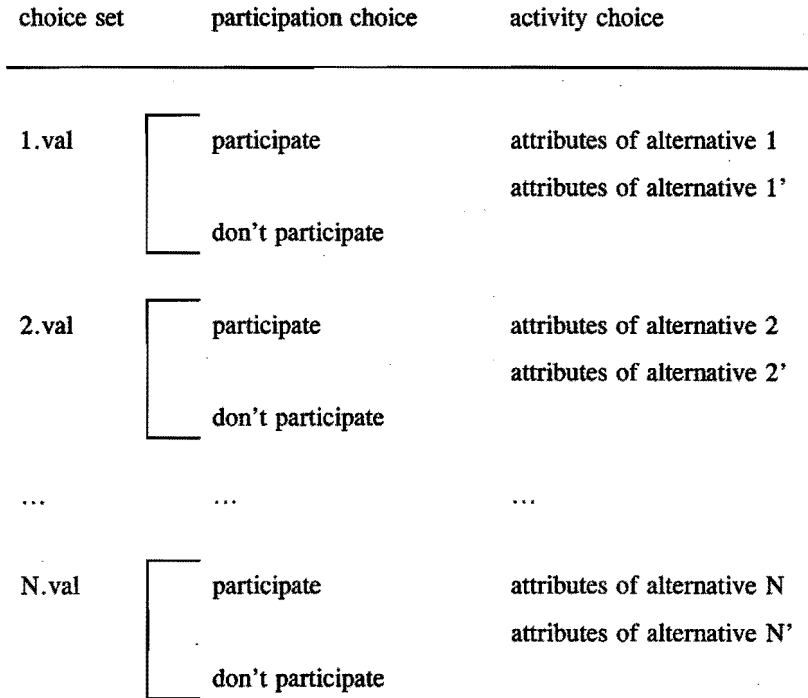 choice set participation choice activity choice
1.val participate attributes of alternative 1
attributes of alternative 1'
don't participate
2.val participate attributes of alternative 2
attributes of alternative 2'
don't participate
... ... ...
N.val participate attributes of alternative N
attributes of alternative N'
don't participate